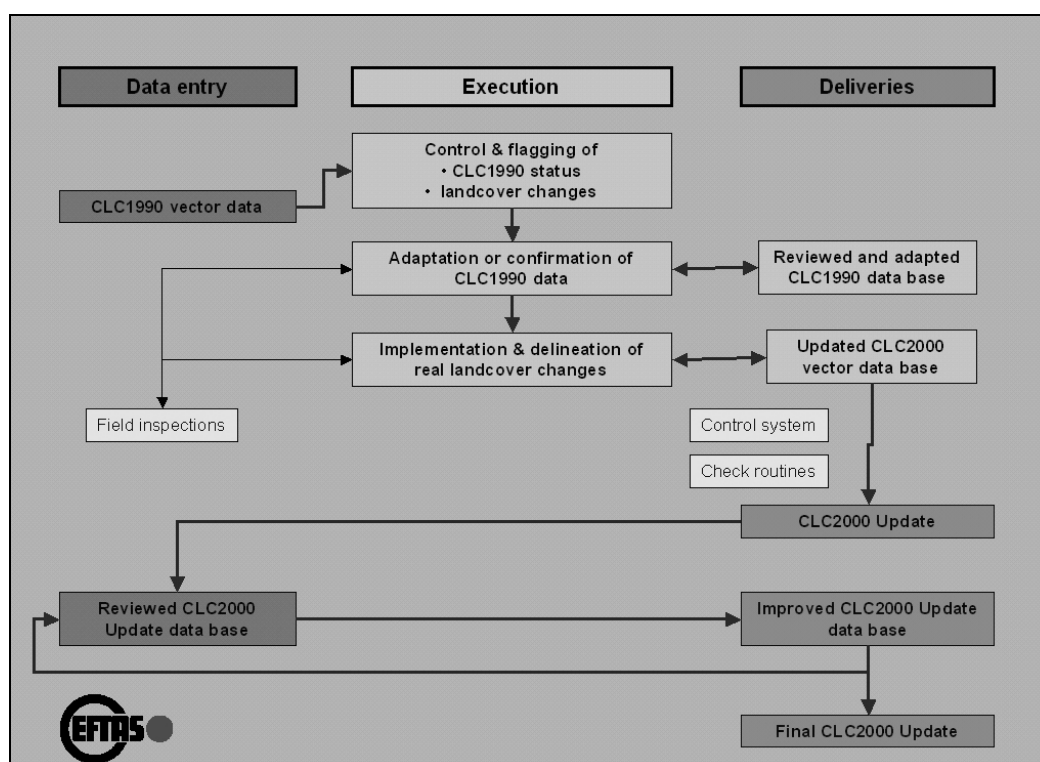 Data entry
Execution
Deliveries
Control & flagging of
• CLC1990 status
• landcover changes
CLC1990 vector data
Adaptation or confirmation of
CLC1990 data
Reviewed and adapted
CLC1990 data base
Implementation & delineation of
real landcover changes
Updated CLC2000
vector data base
Field inspections
Control system
Check routines
CLC2000 Update
Reviewed CLC2000
Update data base
Improved CLC2000 Update
data base
EFTAS
Final CLC2000 Update